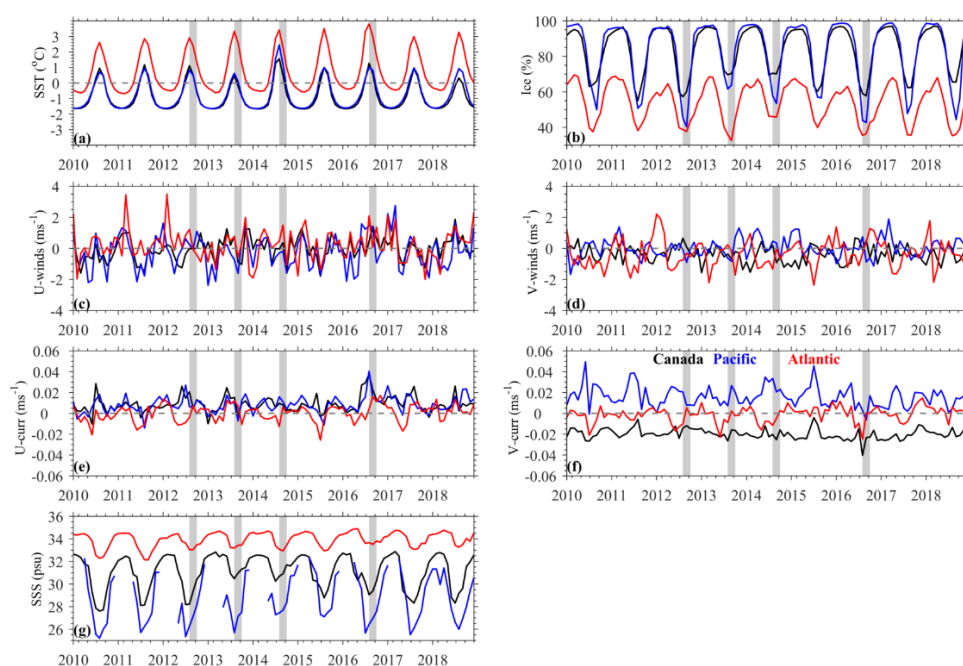 3
2
1
0
-1
-2
-3
SST (°C)
(a)
2010 2011 2012 2013 2014 2015 2016 2017 2018
100
80
60
40
Ice (%)
(b)
2010 2011 2012 2013 2014 2015 2016 2017 2018
4
2
0
-2
-4
U-winds (ms-1)
(c)
2010 2011 2012 2013 2014 2015 2016 2017 2018
4
2
0
-2
-4
V-winds (ms-1)
(d)
2010 2011 2012 2013 2014 2015 2016 2017 2018
0.06
0.04
0.02
0
-0.02
-0.04
-0.06
U-curr (ms-1)
(e)
2010 2011 2012 2013 2014 2015 2016 2017 2018
0.06
0.04
0.02
0
-0.02
-0.04
-0.06
V-curr (ms-1)
Canada Pacific Atlantic
(f)
2010 2011 2012 2013 2014 2015 2016 2017 2018
36
34
32
30
28
26
SSS (psu)
(g)
2010 2011 2012 2013 2014 2015 2016 2017 2018